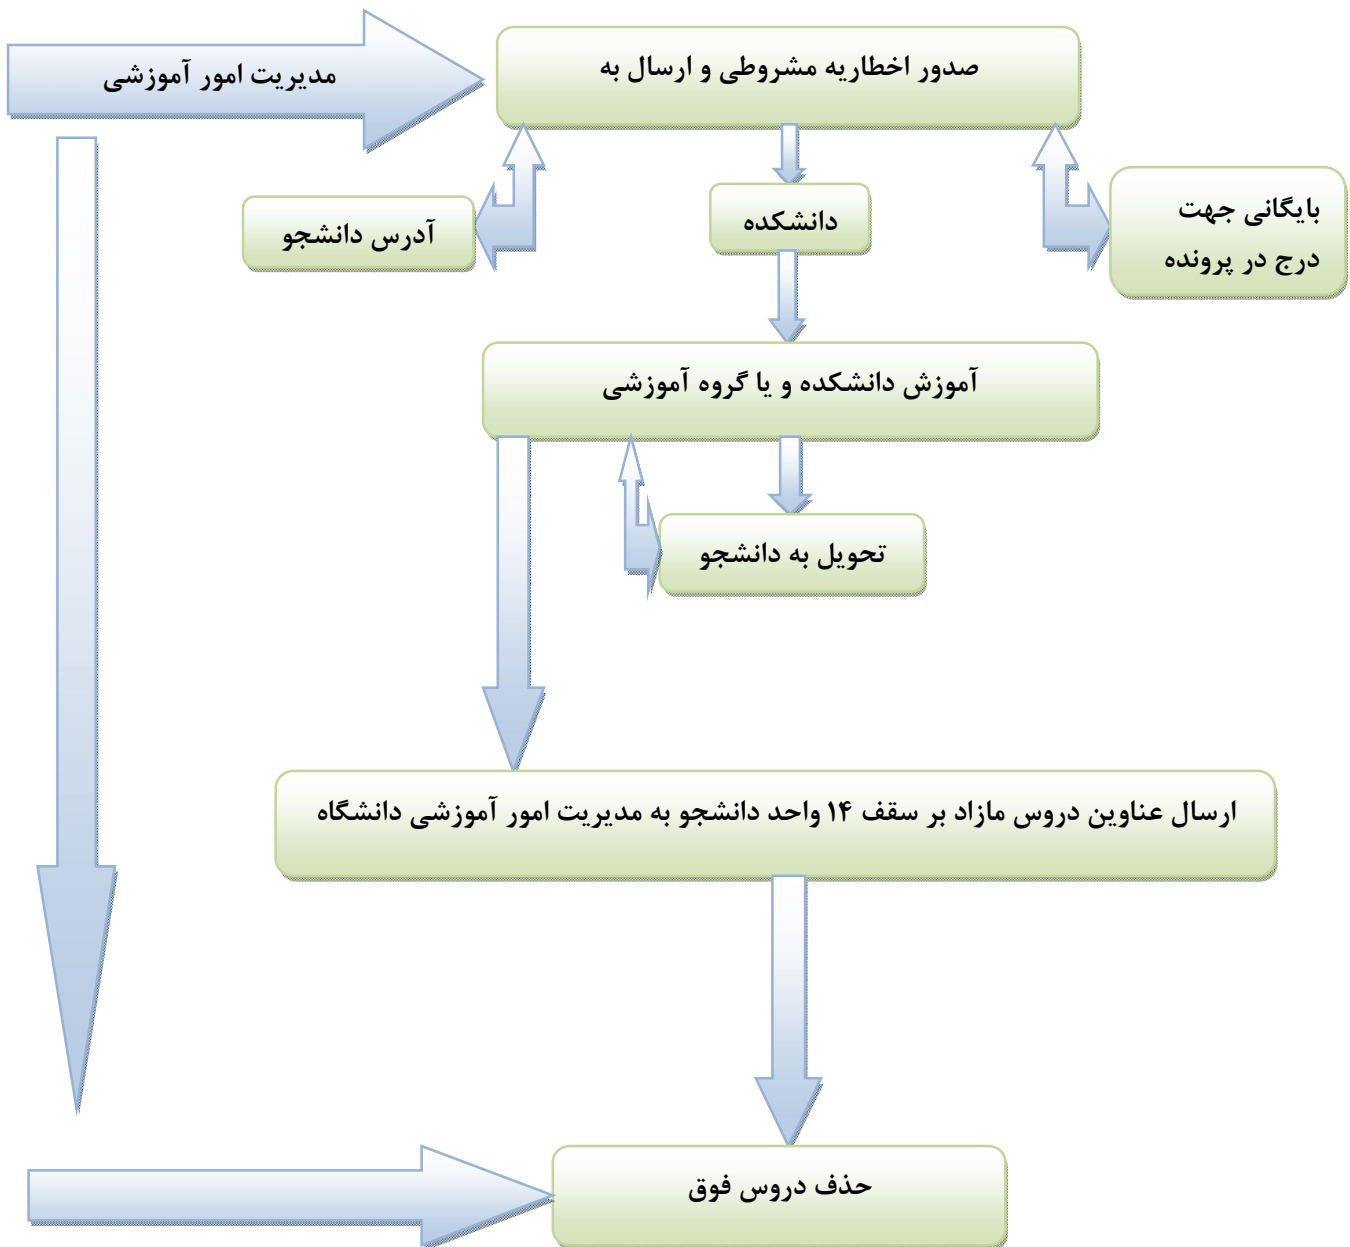 مدیریت امور آموزشی
صدور اخطاریه مشروطی و ارسال به
بایگانی جهت
درج در پرونده
دانشکده
آدرس دانشجو
آموزش دانشکده و یا گروه آموزشی
تحویل به دانشجو
ارسال عناوین دروس مازاد بر سقف ۱۴ واحد دانشجو به مدیریت امور آموزشی دانشگاه
حذف دروس فوق